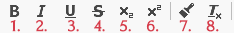 B I U S x₂ x² Tx
1. 2. 3. 4. 5. 6. 7. 8.